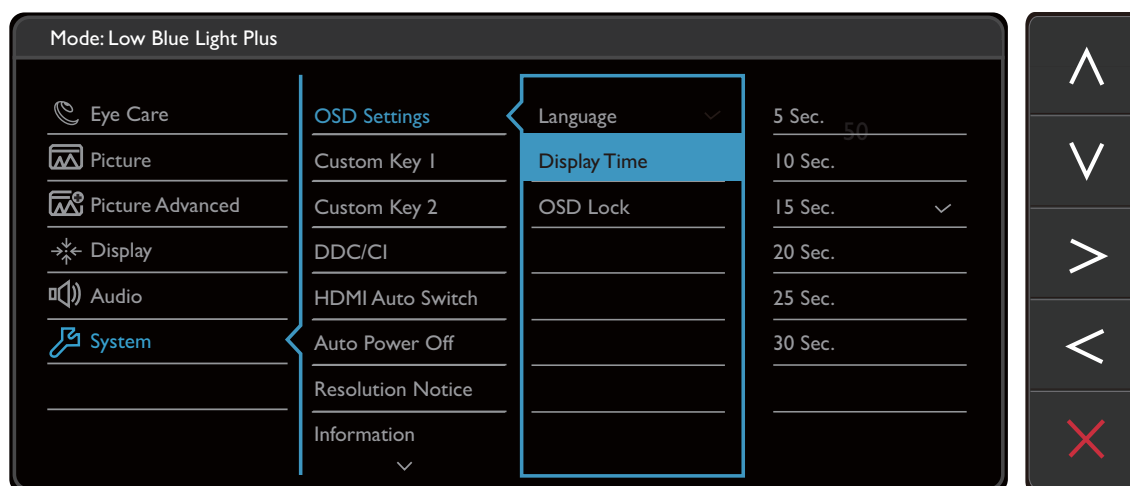 Mode: Low Blue Light Plus
Eye Care
Picture
Picture Advanced
Display
Audio
System
OSD Settings
Custom Key 1
Custom Key 2
DDC/CI
HDMI Auto Switch
Auto Power Off
Resolution Notice
Information
Language
Display Time
OSD Lock
5 Sec.
50
10 Sec.
15 Sec.
20 Sec.
25 Sec.
30 Sec.